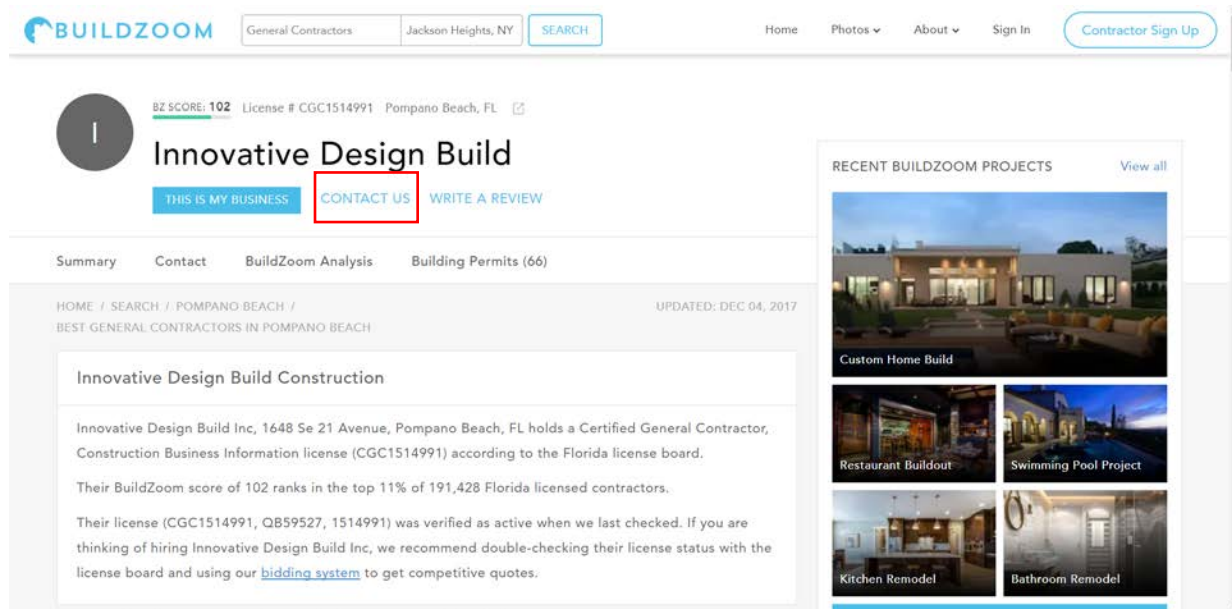 BUILDZOOM
General Contractors
Jackson Heights, NY
SEARCH
Home
Photos
About
Sign In
Contractor Sign Up
I
BZ SCORE: 102 License # CGC1514991 Pompano Beach, FL
Innovative Design Build
THIS IS MY BUSINESS
CONTACT US
WRITE A REVIEW
Summary
Contact
BuildZoom Analysis
Building Permits (66)
HOME / SEARCH / POMPANO BEACH /
BEST GENERAL CONTRACTORS IN POMPANO BEACH
UPDATED: DEC 04, 2017
Innovative Design Build Construction
Innovative Design Build Inc, 1648 Se 21 Avenue, Pompano Beach, FL holds a Certified General Contractor,
Construction Business Information license (CGC1514991) according to the Florida license board.
Their BuildZoom score of 102 ranks in the top 11% of 191,428 Florida licensed contractors.
Their license (CGC1514991, QB59527, 1514991) was verified as active when we last checked. If you are
thinking of hiring Innovative Design Build Inc, we recommend double-checking their license status with the
license board and using our bidding system to get competitive quotes.
RECENT BUILDZOOM PROJECTS
View all
Custom Home Build
Restaurant Buildout
Swimming Pool Project
Kitchen Remodel
Bathroom Remodel